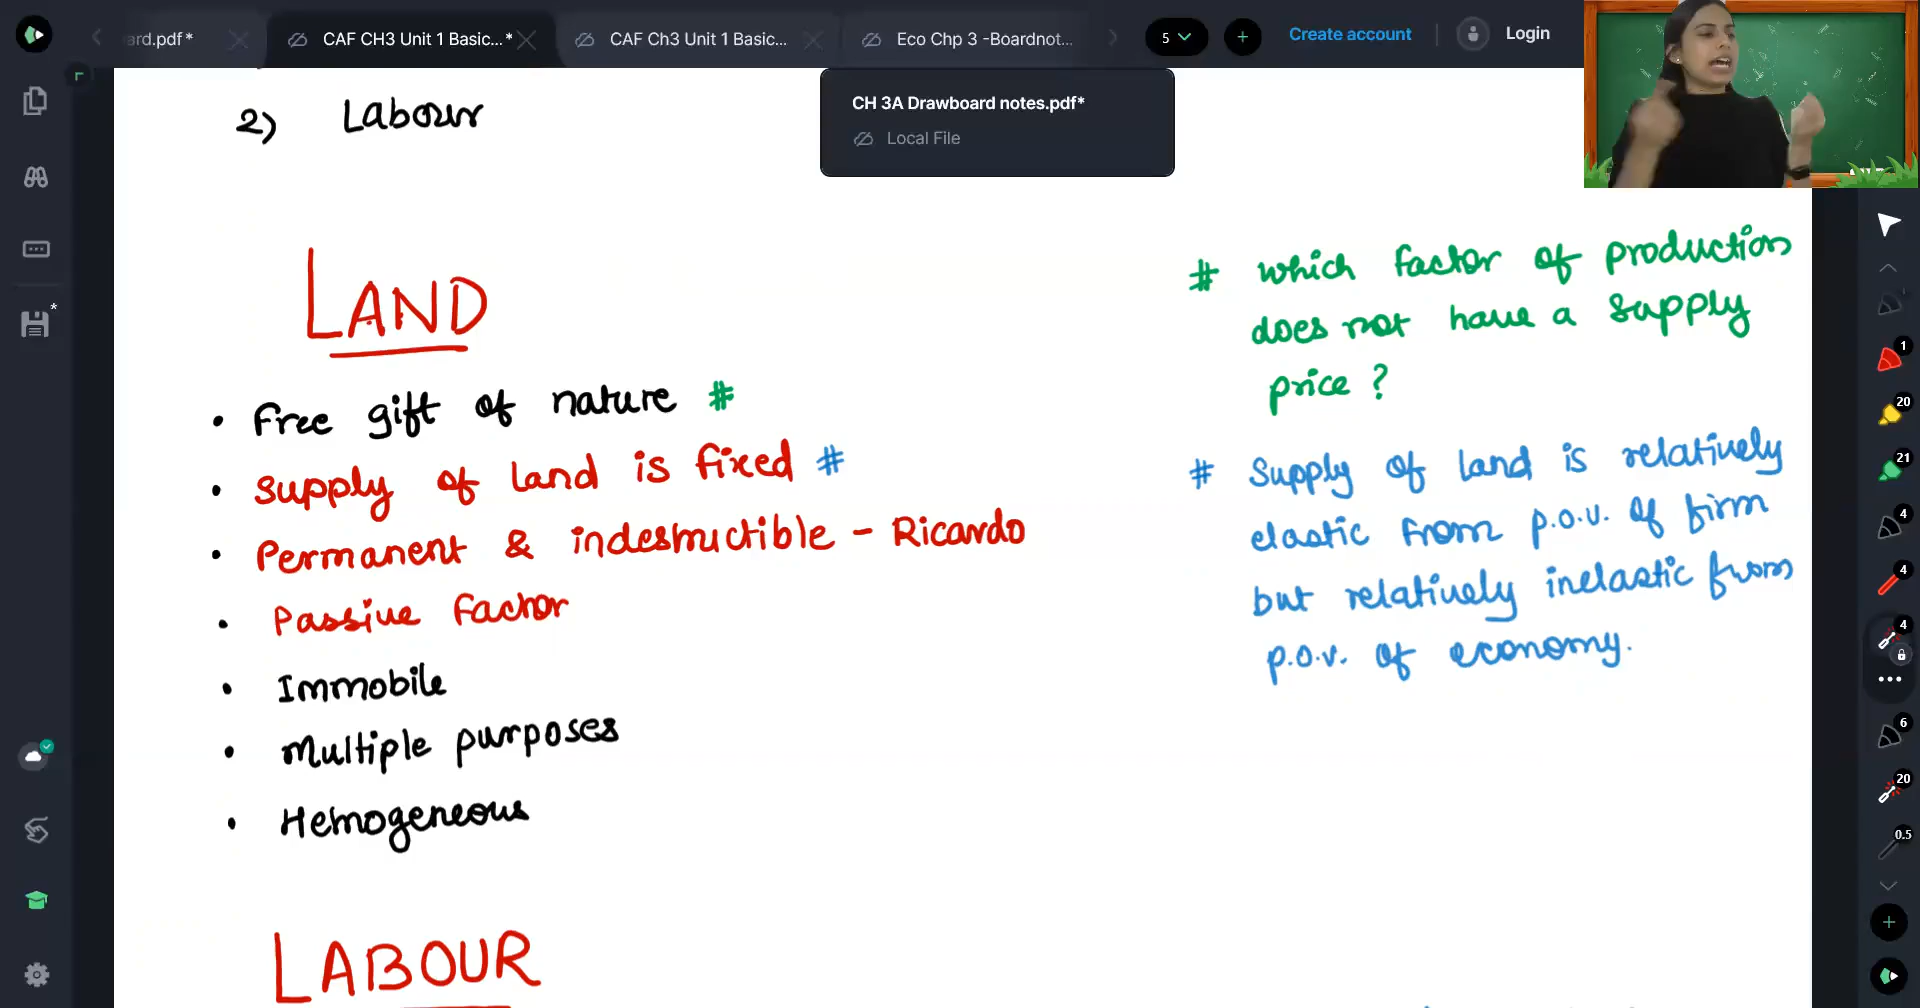 ard.pdf*
CAF CH3 Unit 1 Basic...*
CAF Ch3 Unit 1 Basic...
Eco Chp 3 -Boardnot...
5
Create account
Login
CH 3A Drawboard notes.pdf*
Local File
2) Labour
LAND
• Free gift of nature #
• Supply of land is fixed #
• Permanent & indestructible - Ricardo
• Passive factor
• Immobile
• Multiple purposes
• Hemogeneous
LABOUR
# which factor of production
does not have a supply
price ?
# Supply of land is relatively
elastic from p.o.v. of firm
but relatively inelastic from
p.o.v. of economy.
1
20
21
4
4
4
6
20
0.5